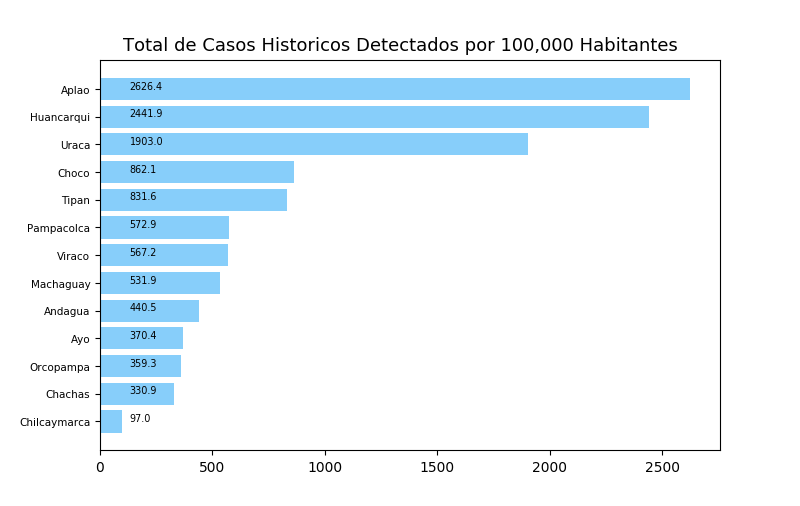 Total de Casos Historicos Detectados por 100,000 Habitantes
Aplao 2626.4
Huancarqui 2441.9
Uraca 1903.0
Choco 862.1
Tipan 831.6
Pampacolca 572.9
Viraco 567.2
Machaguay 531.9
Andagua 440.5
Ayo 370.4
Orcopampa 359.3
Chachas 330.9
Chilcaymarca 97.0
0 500 1000 1500 2000 2500